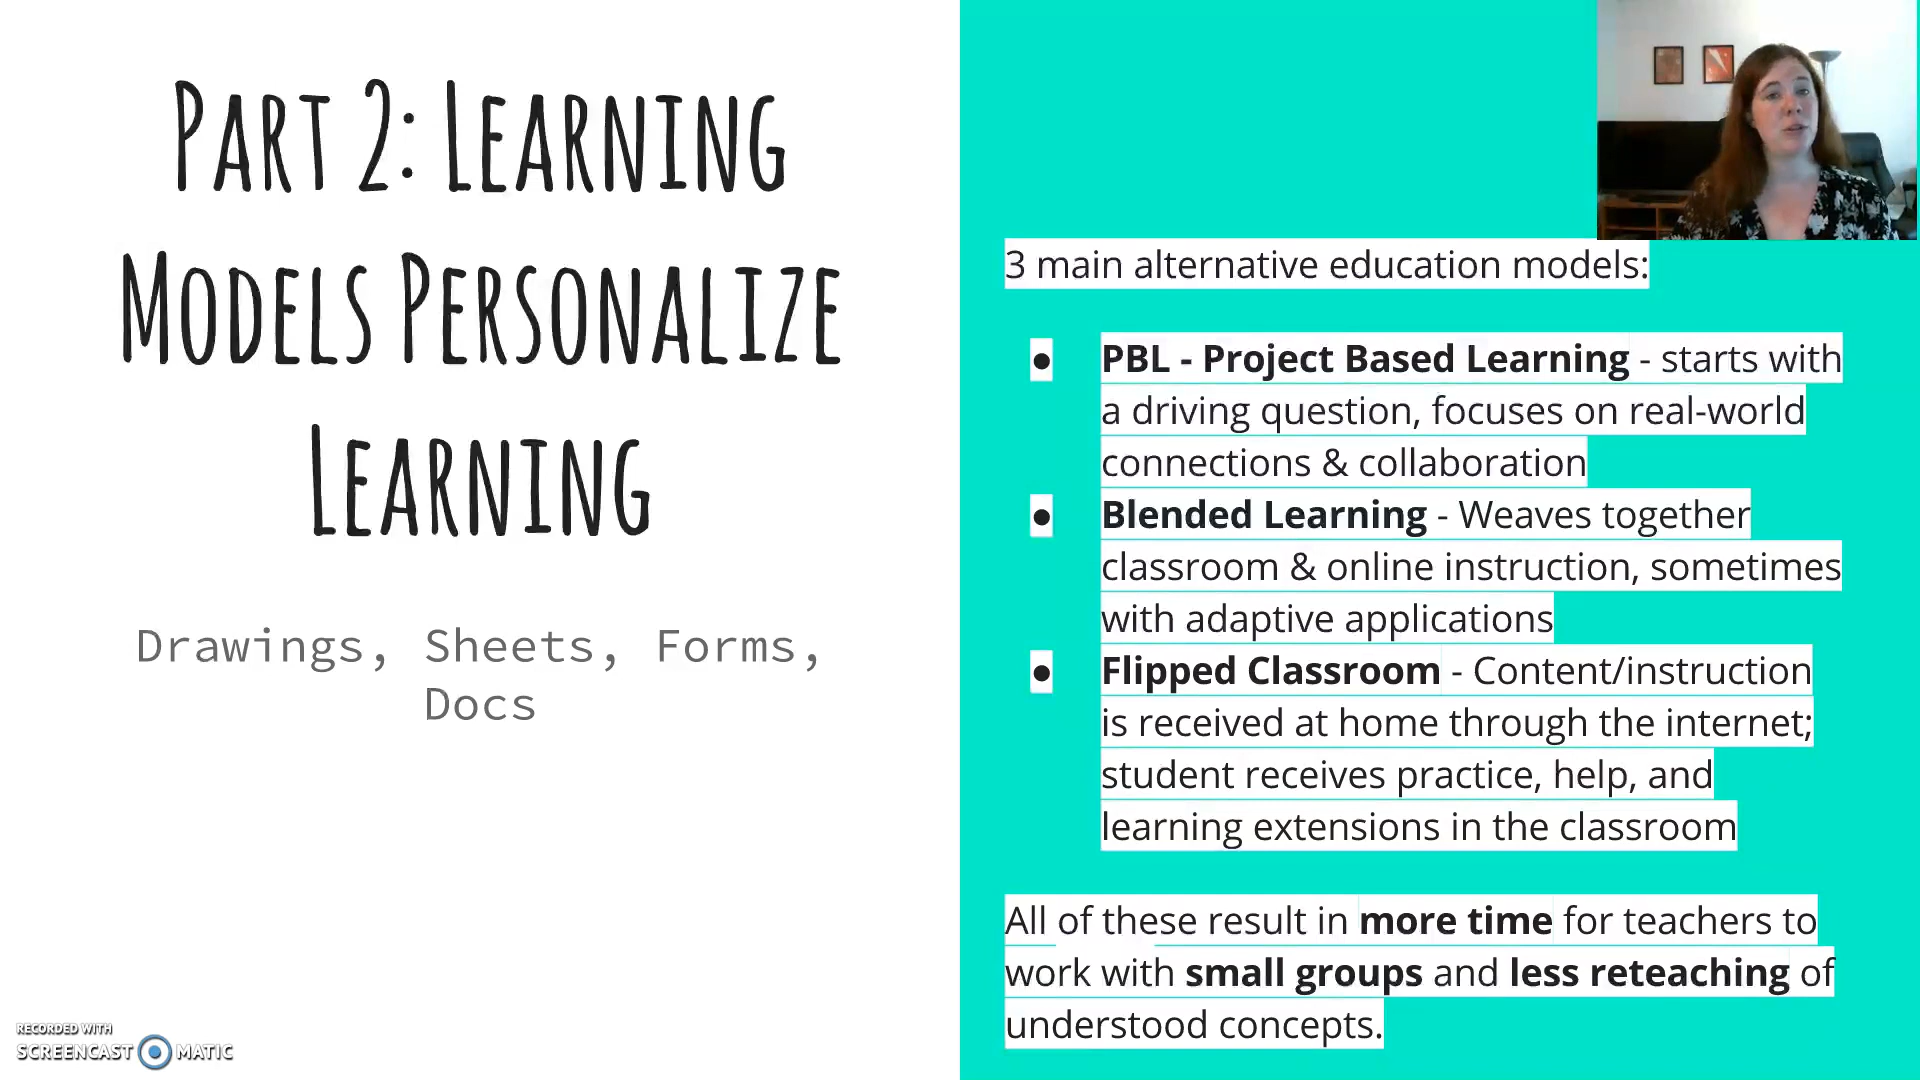 Part 2: Learning
Models Personalize
Learning
Drawings, Sheets, Forms,
Docs
3 main alternative education models:
● PBL - Project Based Learning - starts with
a driving question, focuses on real-world
connections & collaboration
● Blended Learning - Weaves together
classroom & online instruction, sometimes
with adaptive applications
● Flipped Classroom - Content/instruction
is received at home through the internet;
student receives practice, help, and
learning extensions in the classroom
All of these result in more time for teachers to
work with small groups and less reteaching of
understood concepts.
RECORDED WITH
SCREENCAST MATIC